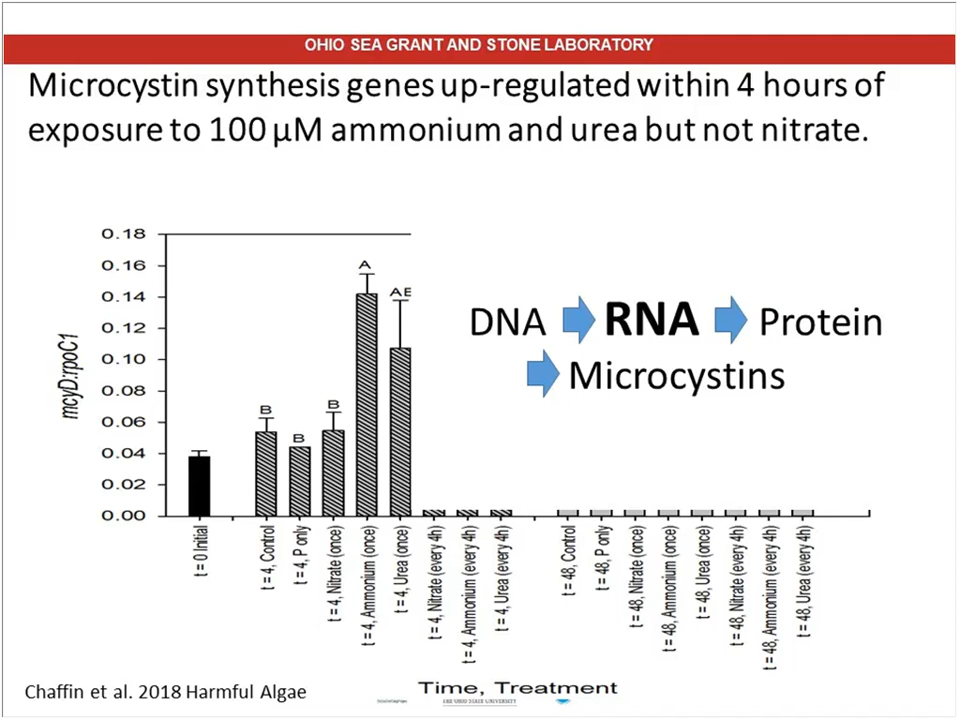 OHIO SEA GRANT AND STONE LABORATORY
Microcystin synthesis genes up-regulated within 4 hours of
exposure to 100 µM ammonium and urea but not nitrate.
0.18
0.16
0.14
0.12
0.10
0.08
0.06
0.04
0.02
0.00
mcyD:rpoC1
B
B
B
A
AE
DNA RNA Protein
Microcystins
t = 0 Initial
t = 4, Control
t = 4, P only
t = 4, Nitrate (once)
t = 4, Ammonium (once)
t = 4, Urea (once)
t = 4, Nitrate (every 4h)
t = 4, Ammonium (every 4h)
t = 4, Urea (every 4h)
t = 48, Control
t = 48, P only
t = 48, Nitrate (once)
t = 48, Ammonium (once)
t = 48, Urea (once)
t = 48, Nitrate (every 4h)
t = 48, Ammonium (every 4h)
t = 48, Urea (every 4h)
Time, Treatment
Chaffin et al. 2018 Harmful Algae
THE OHIO STATE UNIVERSITY